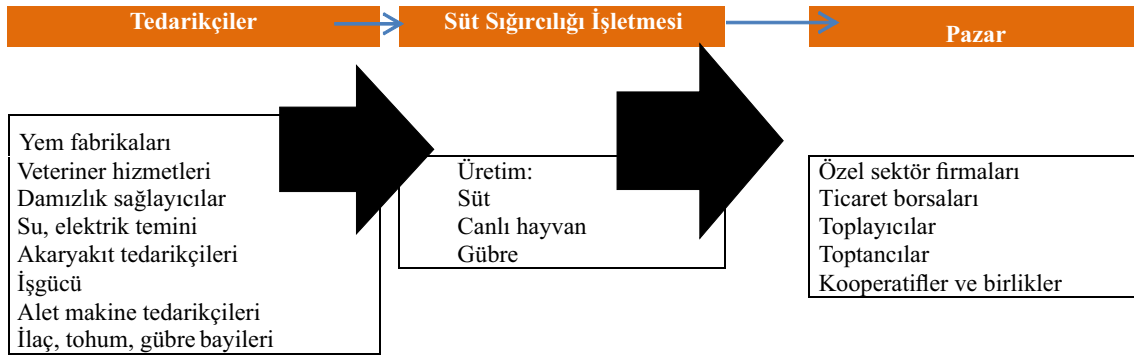 Tedarikçiler
Süt Sığırcılığı İşletmesi
Pazar
Yem fabrikaları
Veteriner hizmetleri
Damızlık sağlayıcılar
Su, elektrik temini
Akaryakıt tedarikçileri
İşgücü
Alet makine tedarikçileri
İlaç, tohum, gübre bayileri
Üretim:
Süt
Canlı hayvan
Gübre
Özel sektör firmaları
Ticaret borsaları
Toplayıcılar
Toptancılar
Kooperatifler ve birlikler